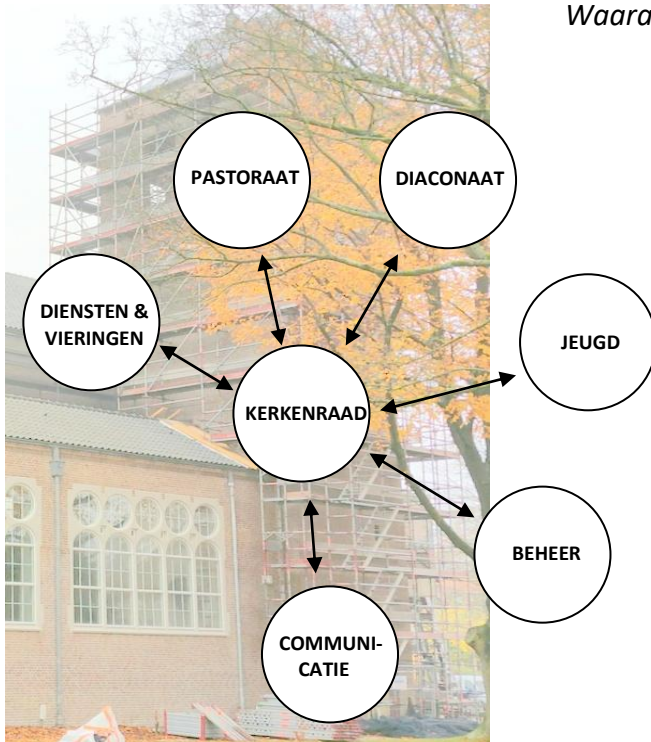 Waara
PASTORAAT
DIACONAAT
DIENSTEN &
VIERINGEN
JEUGD
KERKENRAAD
BEHEER
COMMUNI-
CATIE